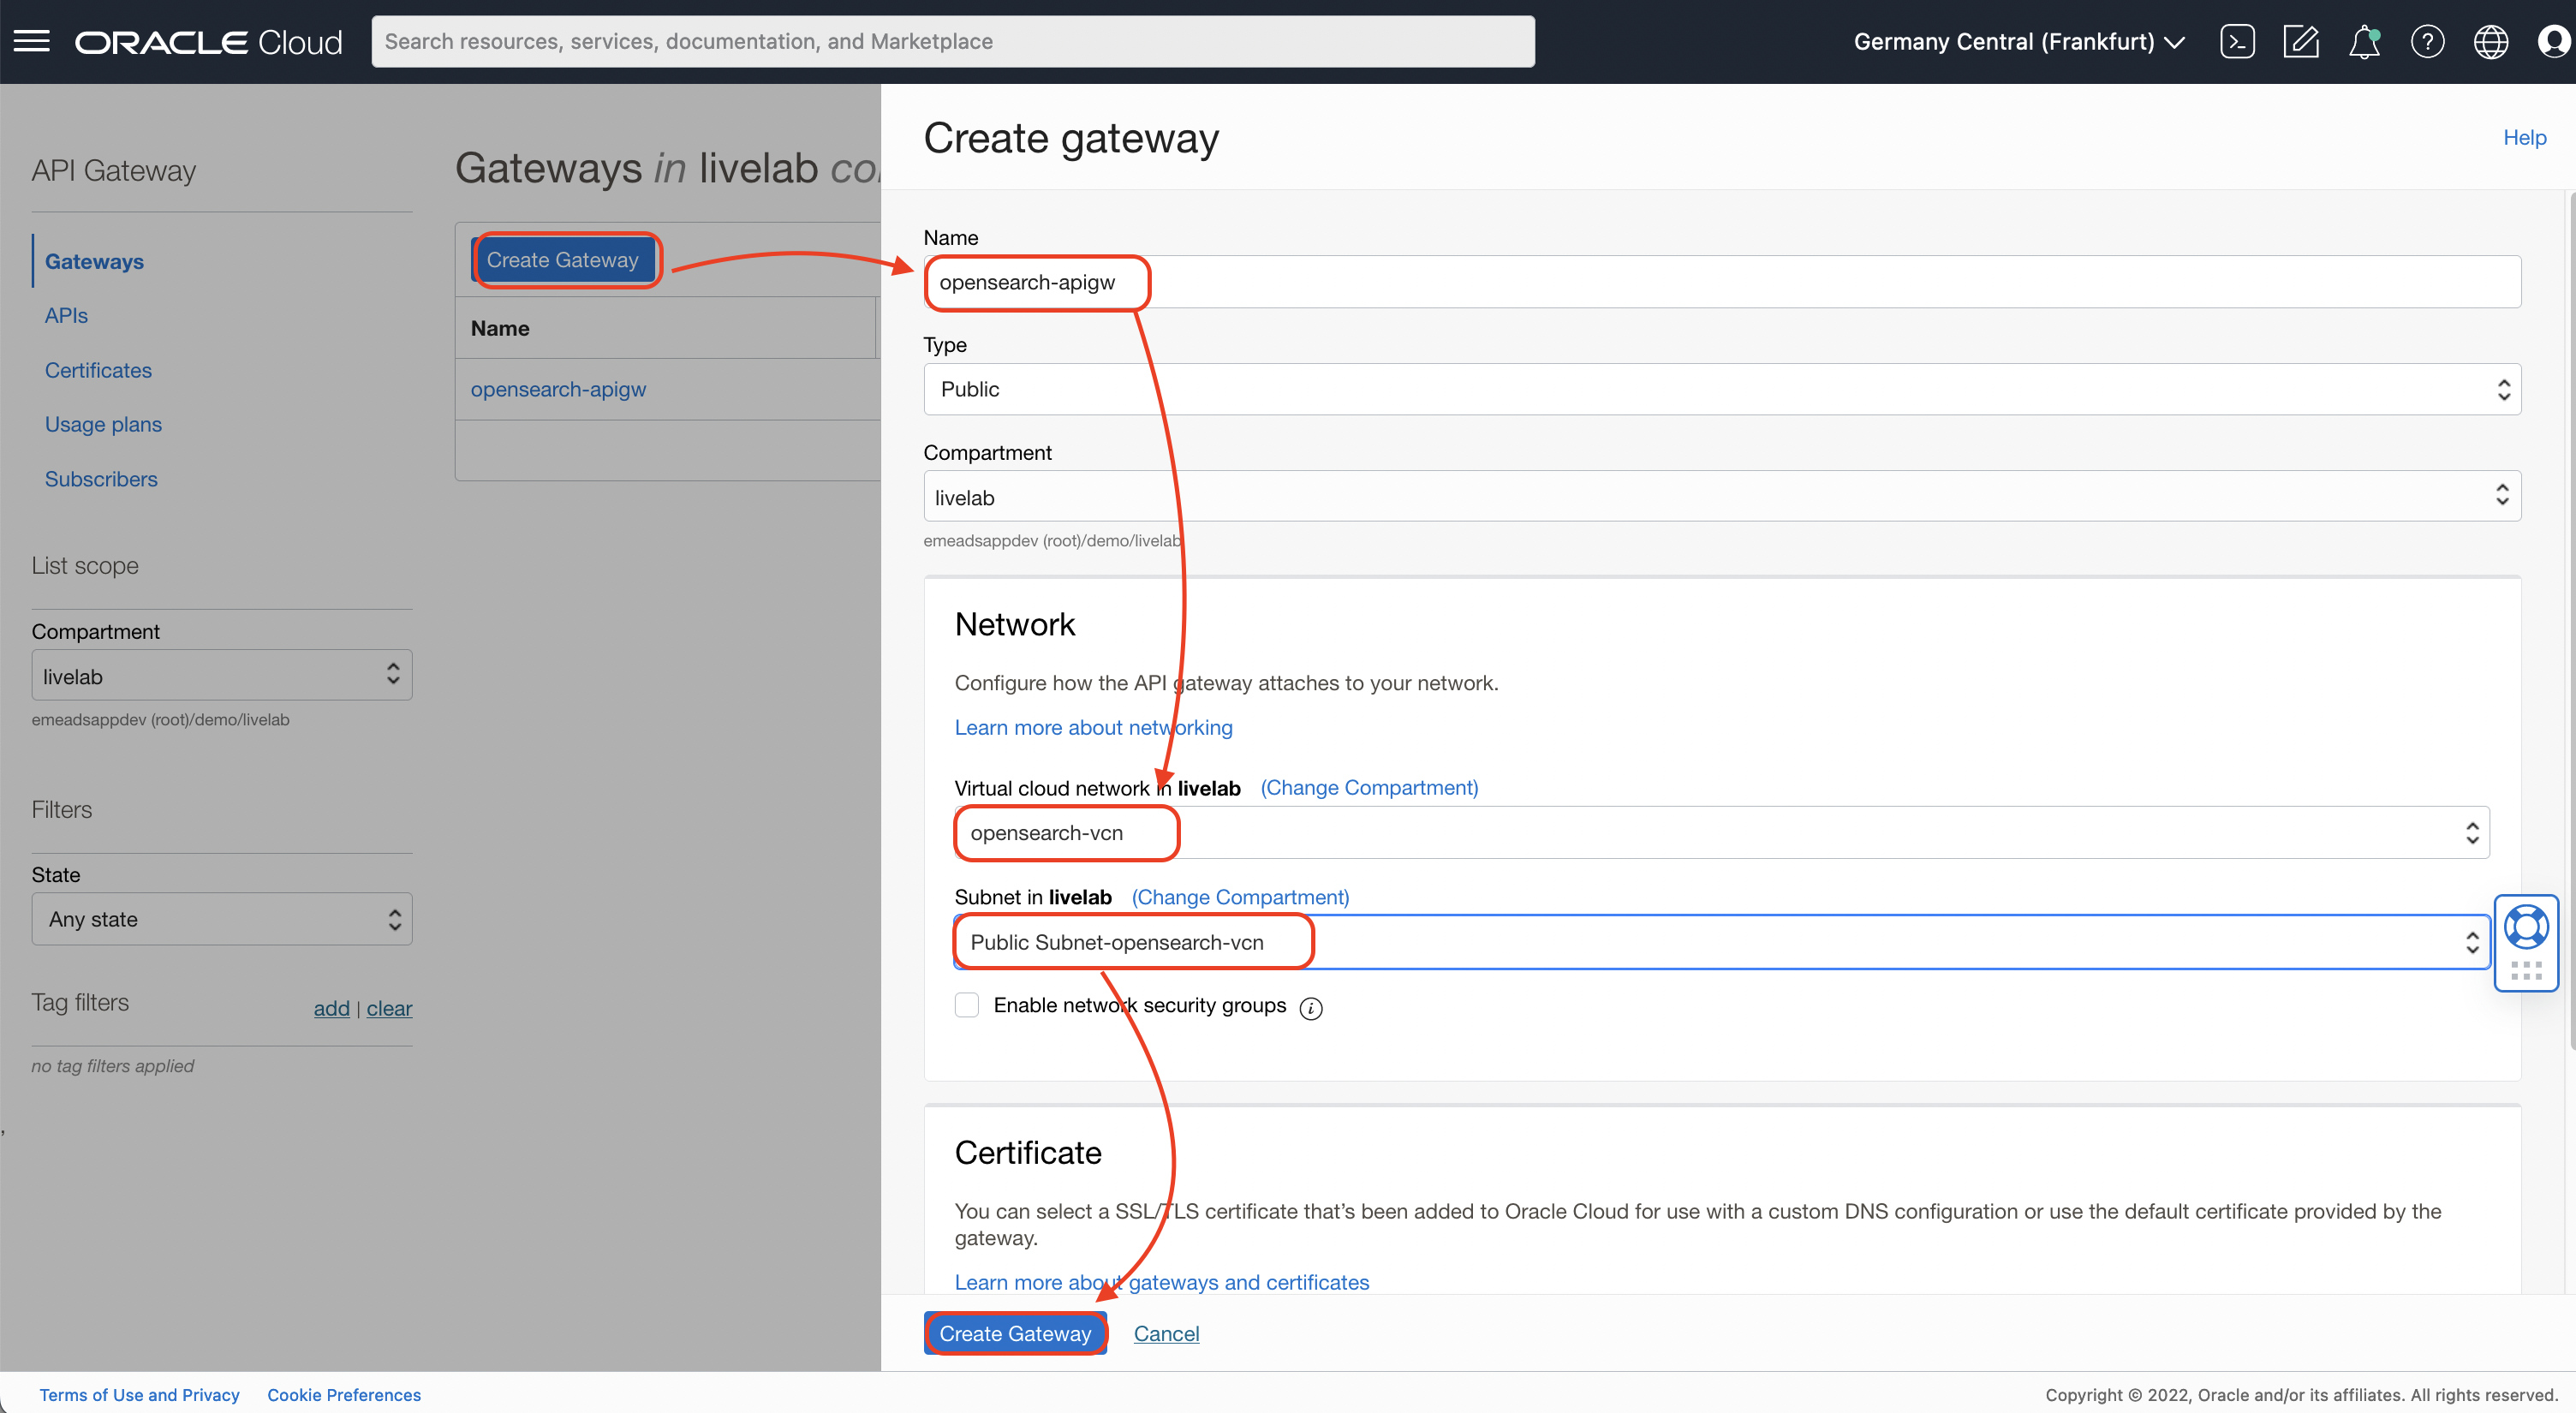 ORACLE Cloud
Search resources, services, documentation, and Marketplace
Germany Central (Frankfurt)
API Gateway
Gateways
APIs
Certificates
Usage plans
Subscribers
List scope
Compartment
livelab
emeadsappdev (root)/demo/livelab
Filters
State
Any state
Tag filters
add | clear
no tag filters applied
,
Gateways in livelab co
Create Gateway
Name
opensearch-apigw
Create gateway
Help
Name
opensearch-apigw
Type
Public
Compartment
livelab
emeadsappdev (root)/demo/livelab
Network
Configure how the API gateway attaches to your network.
Learn more about networking
Virtual cloud network in livelab (Change Compartment)
opensearch-vcn
Subnet in livelab (Change Compartment)
Public Subnet-opensearch-vcn
Enable network security groups
Certificate
You can select a SSL/TLS certificate that’s been added to Oracle Cloud for use with a custom DNS configuration or use the default certificate provided by the
gateway.
Learn more about gateways and certificates
Create Gateway Cancel
Terms of Use and Privacy Cookie Preferences
Copyright © 2022, Oracle and/or its affiliates. All rights reserved.